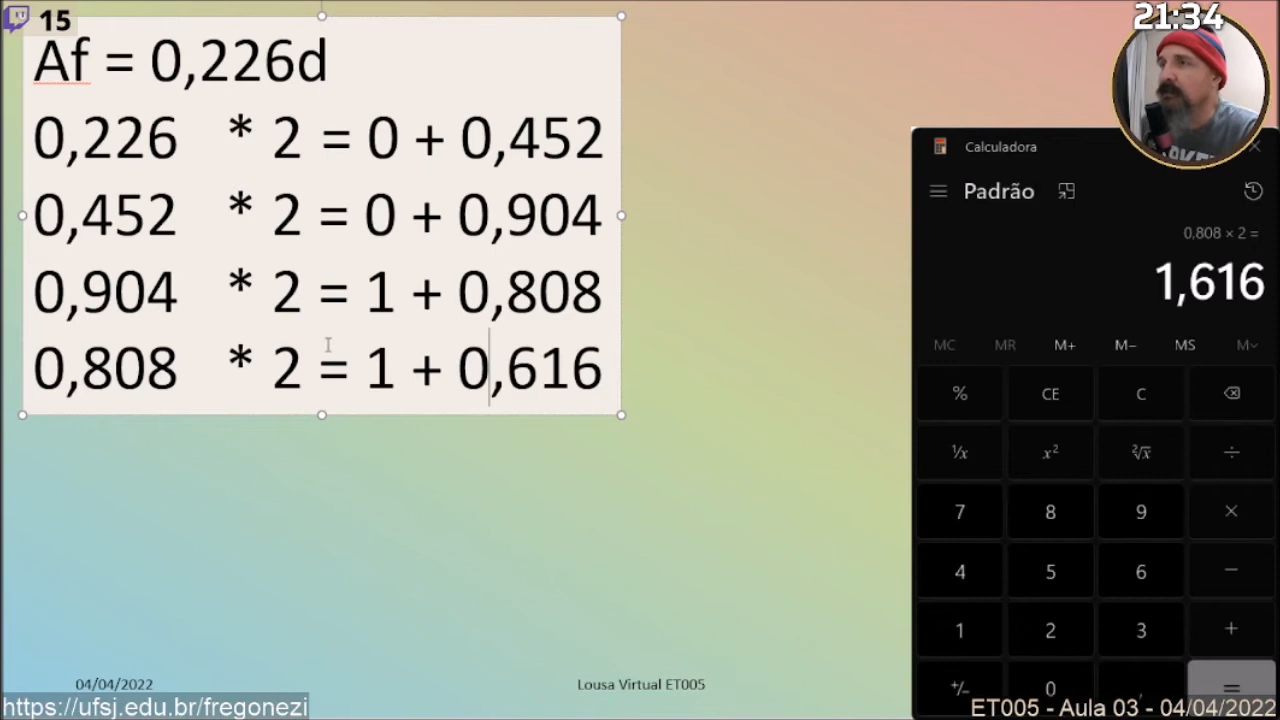 15
21:34
Af = 0,226d
0,226 * 2 = 0 + 0,452
0,452 * 2 = 0 + 0,904
0,904 * 2 = 1 + 0,808
0,808 * 2 = 1 + 0,616
Calculadora
Padrão
0,808 × 2 =
1,616
MC MR M+ M− MS M˅
% CE C
¹/x x² ²√x ÷
7 8 9 ×
4 5 6 −
1 2 3 +
+/− 0 , =
04/04/2022
Lousa Virtual ET005
https://ufsj.edu.br/fregonezi
ET005 - Aula 03 - 04/04/2022